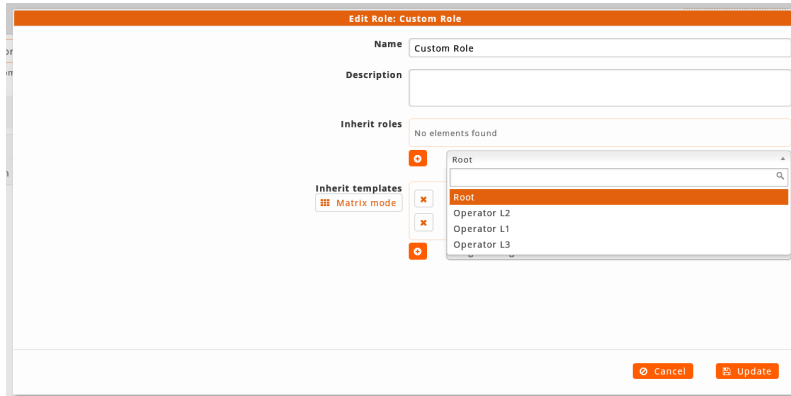 Edit Role: Custom Role
Name
Custom Role
Description
Inherit roles
No elements found
Root
Inherit templates
Matrix mode
Root
Operator L2
Operator L1
Operator L3
Cancel
Update